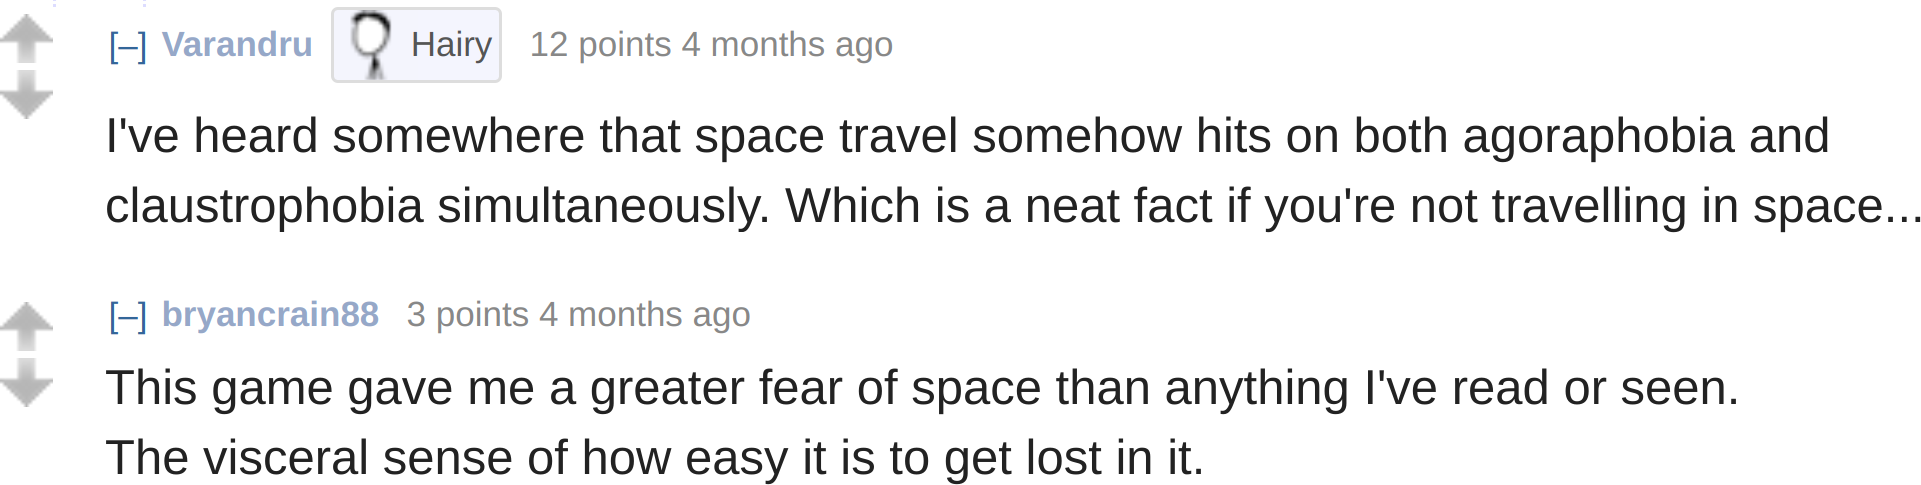 [–] Varandru Hairy 12 points 4 months ago
I've heard somewhere that space travel somehow hits on both agoraphobia and
claustrophobia simultaneously. Which is a neat fact if you're not travelling in space...
[–] bryancrain88 3 points 4 months ago
This game gave me a greater fear of space than anything I've read or seen.
The visceral sense of how easy it is to get lost in it.